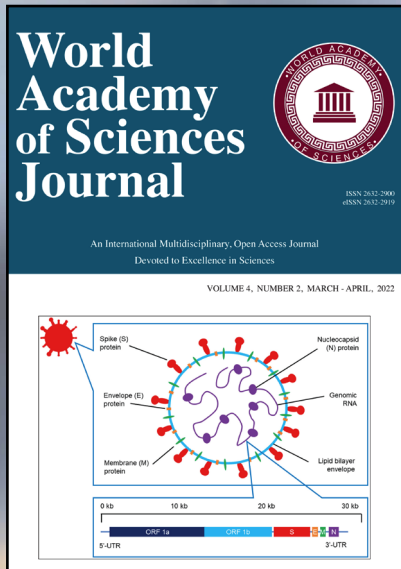 World
Academy
of Sciences
Journal
WORLD ACADEMY
OF SCIENCES
ISSN 2632-2900
eISSN 2632-2919
An International Multidisciplinary, Open Access Journal
Devoted to Excellence in Sciences
VOLUME 4, NUMBER 2, MARCH - APRIL, 2022
Spike (S)
protein
Nucleocapsid
(N) protein
Envelope (E)
protein
Genomic
RNA
Membrane (M)
protein
Lipid bilayer
envelope
0 kb 10 kb 20 kb 30 kb
ORF 1a ORF 1b S E M N
5'-UTR 3'-UTR